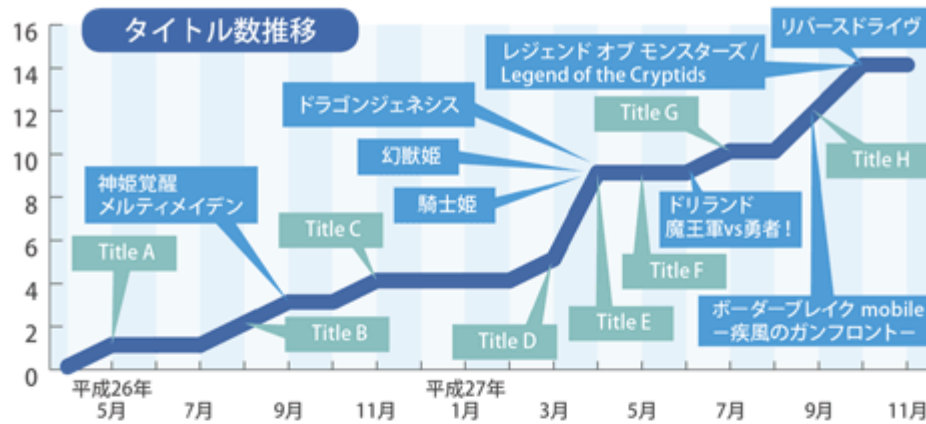 タイトル数推移
16
14
12
10
8
6
4
2
0
リバースドライヴ
レジェンド オブ モンスターズ /
Legend of the Cryptids
ドラゴンジェネシス
Title G
幻獣姫
Title H
神姫覚醒
メルティメイデン
騎士姫
ドリランド
魔王軍vs勇者！
Title C
Title A
Title F
Title B
Title D
Title E
ボーダーブレイク mobile
－疾風のガンフロント－
平成26年
平成27年
5月
7月
9月
11月
1月
3月
5月
7月
9月
11月